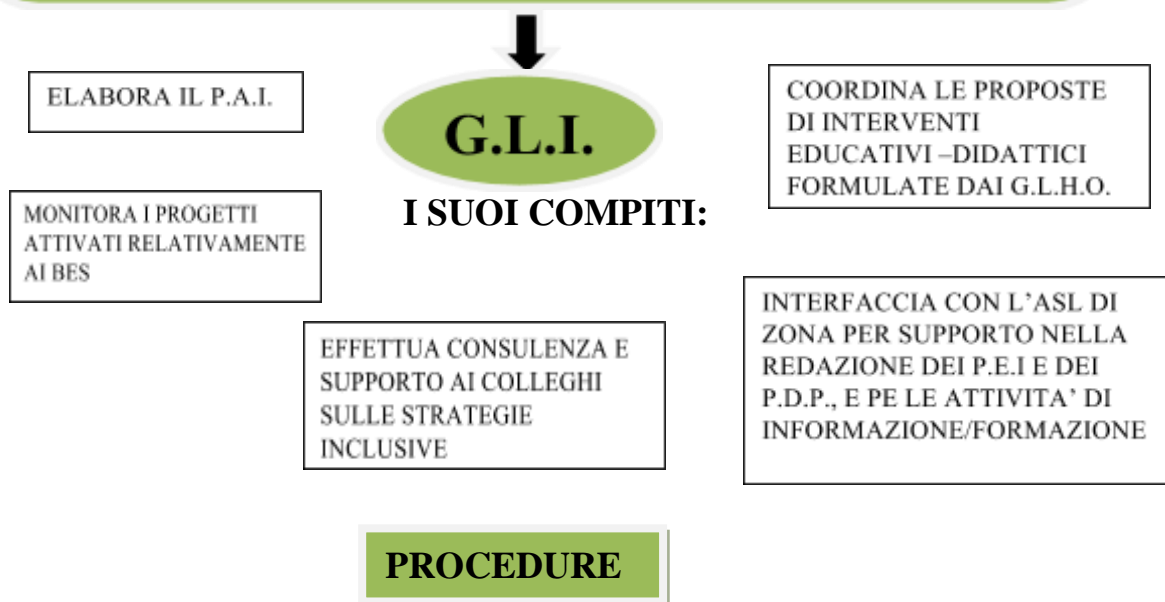 G.L.I.
I SUOI COMPITI:
ELABORA IL P.A.I.
MONITORA I PROGETTI
ATTIVATI RELATIVAMENTE
AI BES
EFFETTUA CONSULENZA E
SUPPORTO AI COLLEGHI
SULLE STRATEGIE
INCLUSIVE
COORDINA LE PROPOSTE
DI INTERVENTI
EDUCATIVI –DIDATTICI
FORMULATE DAI G.L.H.O.
INTERFACCIA CON L’ASL DI
ZONA PER SUPPORTO NELLA
REDAZIONE DEI P.E.I E DEI
P.D.P., E PE LE ATTIVITA’ DI
INFORMAZIONE/FORMAZIONE
PROCEDURE